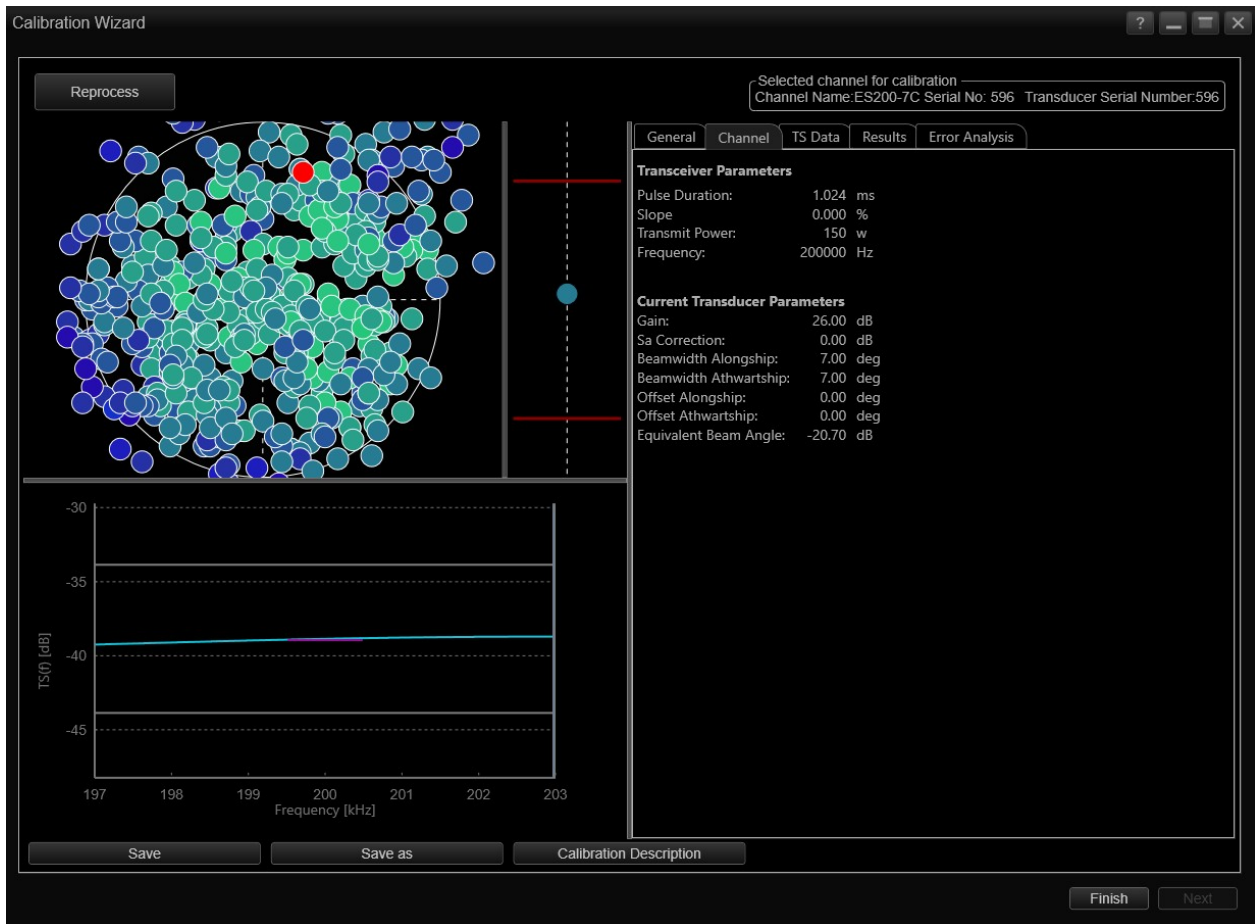 Calibration Wizard
?
Reprocess
Selected channel for calibration
Channel Name:ES200-7C Serial No: 596 Transducer Serial Number:596
General Channel TS Data Results Error Analysis
Transceiver Parameters
Pulse Duration: 1.024 ms
Slope 0.000 %
Transmit Power: 150 w
Frequency: 200000 Hz
Current Transducer Parameters
Gain: 26.00 dB
Sa Correction: 0.00 dB
Beamwidth Alongship: 7.00 deg
Beamwidth Athwartship: 7.00 deg
Offset Alongship: 0.00 deg
Offset Athwartship: 0.00 deg
Equivalent Beam Angle: -20.70 dB
-30
-35
-40
-45
TS(f) [dB]
197 198 199 200 201 202 203
Frequency [kHz]
Save Save as Calibration Description
Finish Next